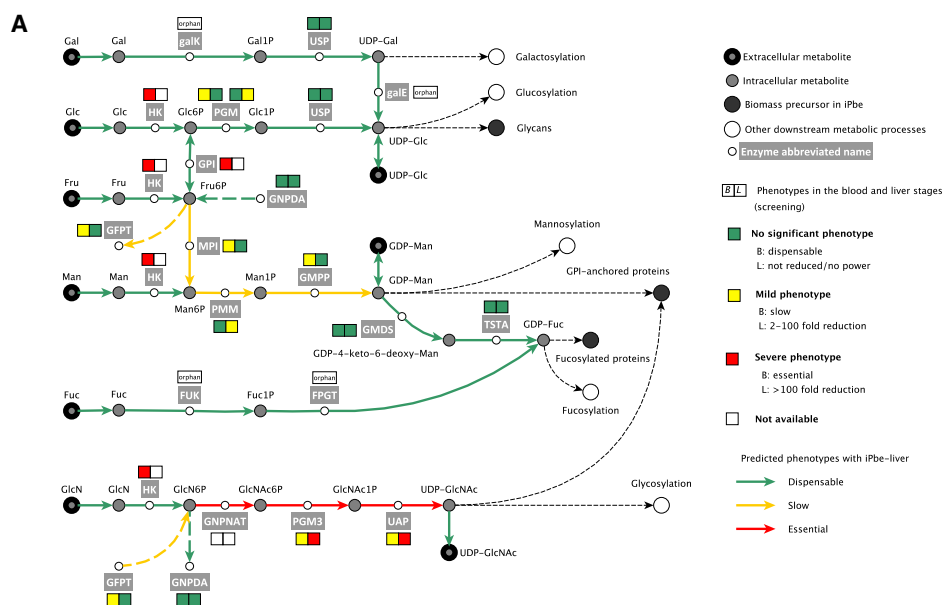 A
orphan
Gal
Gal
galK
Gal1P
USP
UDP-Gal
Galactosylation
galE
orphan
Glucosylation
Glc
Glc
HK
Glc6P
PGM
Glc1P
USP
Glycans
UDP-Glc
GPI
UDP-Glc
Fru
Fru
HK
Fru6P
GNPDA
GFPT
MPI
Mannosylation
GDP-Man
GPI-anchored proteins
Man
Man
HK
Man6P
PMM
Man1P
GMPP
GDP-Man
GMDS
TSTA
GDP-Fuc
GDP-4-keto-6-deoxy-Man
Fucosylated proteins
Fucosylation
orphan
orphan
Fuc
Fuc
FUK
Fuc1P
FPGT
GlcN
GlcN
HK
GlcN6P
GNPNAT
GlcNAc6P
PGM3
GlcNAc1P
UAP
UDP-GlcNAc
Glycosylation
UDP-GlcNAc
GFPT
GNPDA
Extracellular metabolite
Intracellular metabolite
Biomass precursor in iPbe
Other downstream metabolic processes
Enzyme abbreviated name
B L Phenotypes in the blood and liver stages
(screening)
No significant phenotype
B: dispensable
L: not reduced/no power
Mild phenotype
B: slow
L: 2-100 fold reduction
Severe phenotype
B: essential
L: >100 fold reduction
Not available
Predicted phenotypes with iPbe-liver
Dispensable
Slow
Essential